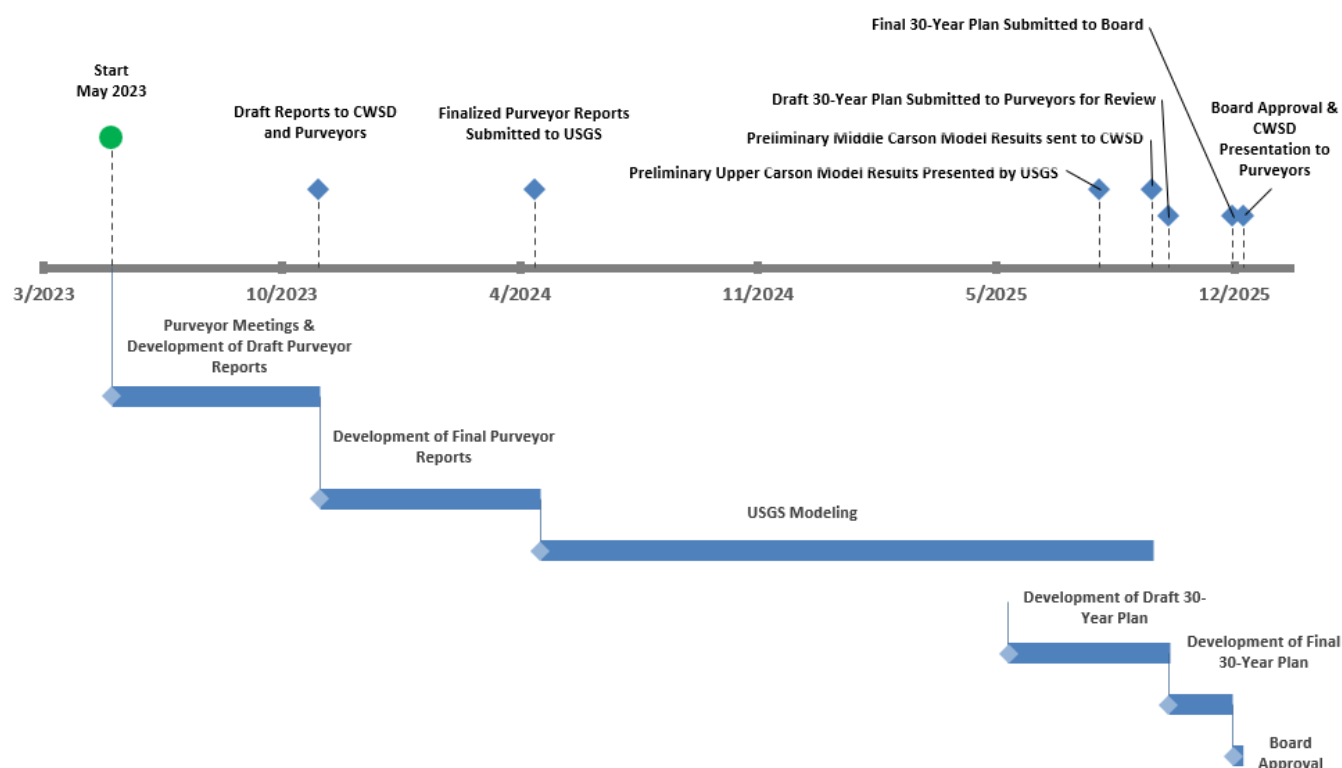 Final 30-Year Plan Submitted to Board
Start
May 2023
Draft Reports to CWSD
and Purveyors
Finalized Purveyor Reports
Submitted to USGS
Draft 30-Year Plan Submitted to Purveyors for Review
Preliminary Middle Carson Model Results sent to CWSD
Preliminary Upper Carson Model Results Presented by USGS
Board Approval &
CWSD
Presentation to
Purveyors
3/2023
10/2023
4/2024
11/2024
5/2025
12/2025
Purveyor Meetings &
Development of Draft Purveyor
Reports
Development of Final Purveyor
Reports
USGS Modeling
Development of Draft 30-
Year Plan
Development of Final
30-Year Plan
Board
Approval